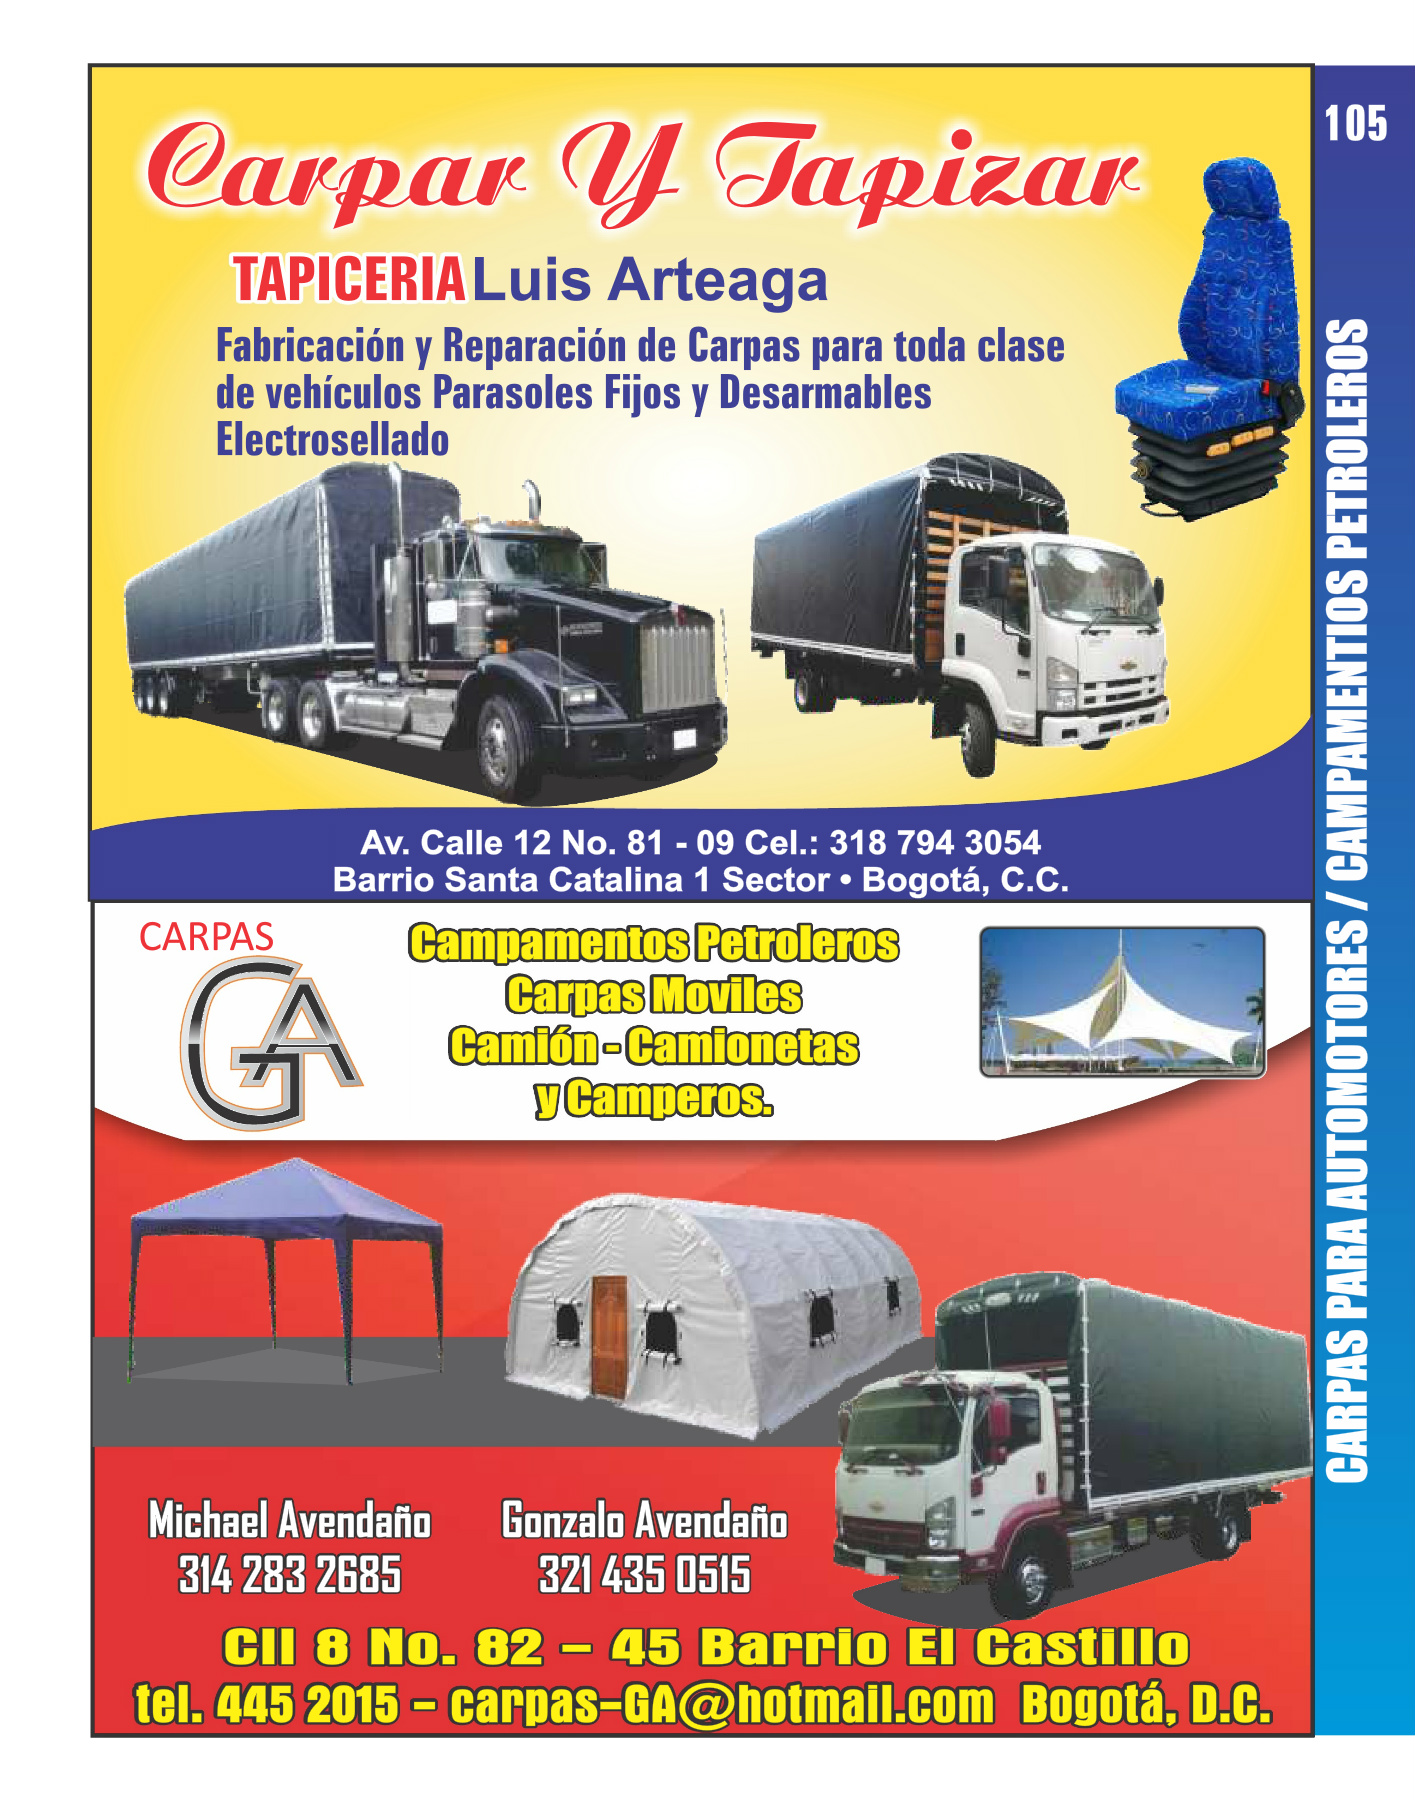 Carpar Y Tapizar
TAPICERIA Luis Arteaga
Fabricación y Reparación de Carpas para toda clase
de vehículos Parasoles Fijos y Desarmables
Electrosellado
Av. Calle 12 No. 81 - 09 Cel.: 318 794 3054
Barrio Santa Catalina 1 Sector • Bogotá, C.C.
CARPAS
GA
Campamentos Petroleros
Carpas Moviles
Camión - Camionetas
y Camperos.
Michael Avendaño
314 283 2685
Gonzalo Avendaño
321 435 0515
Cll 8 No. 82 – 45 Barrio El Castillo
tel. 445 2015 – carpas-GA@hotmail.com Bogotá, D.C.
105
CARPAS PARA AUTOMOTORES / CAMPAMENTIOS PETROLEROS